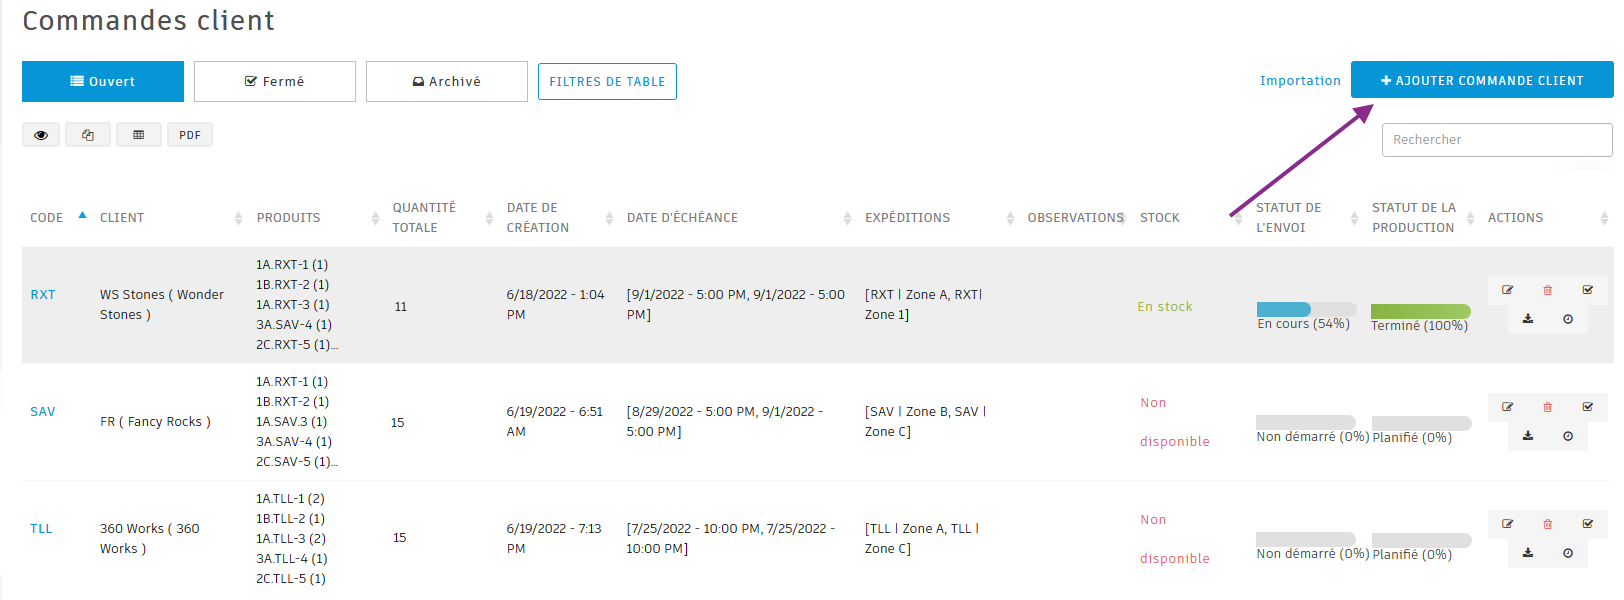 Commandes client
Ouvert
Fermé
Archivé
FILTRES DE TABLE
Importation
AJOUTER COMMANDE CLIENT
PDF
Rechercher
CODE
CLIENT
PRODUITS
QUANTITÉ
TOTALE
DATE DE
CRÉATION
DATE D'ÉCHÉANCE
EXPÉDITIONS
OBSERVATIONS
STOCK
STATUT DE
L'ENVOI
STATUT DE LA
PRODUCTION
ACTIONS
RXT
WS Stones ( Wonder
Stones )
1A.RXT-1 (1)
1B.RXT-2 (1)
1A.RXT-3 (1)
3A.SAV-4 (1)
2C.RXT-5 (1)...
11
6/18/2022 - 1:04
PM
[9/1/2022 - 5:00 PM, 9/1/2022 - 5:00
PM]
[RXT | Zone A, RXT|
Zone 1]
En stock
En cours (54%)
Terminé (100%)
SAV
FR ( Fancy Rocks )
1A.RXT-1 (1)
1B.RXT-2 (1)
1A.SAV.3 (1)
3A.SAV-4 (1)
2C.SAV-5 (1)...
15
6/19/2022 - 6:51
AM
[8/29/2022 - 5:00 PM, 9/1/2022 -
5:00 PM]
[SAV | Zone B, SAV |
Zone C]
Non
disponible
Non démarré (0%)
Planifié (0%)
TLL
360 Works ( 360
Works )
1A.TLL-1 (2)
1B.TLL-2 (1)
1A.TLL-3 (2)
3A.TLL-4 (1)
2C.TLL-5 (1)
15
6/19/2022 - 7:13
PM
[7/25/2022 - 10:00 PM, 7/25/2022 -
10:00 PM]
[TLL | Zone A, TLL |
Zone C]
Non
disponible
Non démarré (0%)
Planifié (0%)